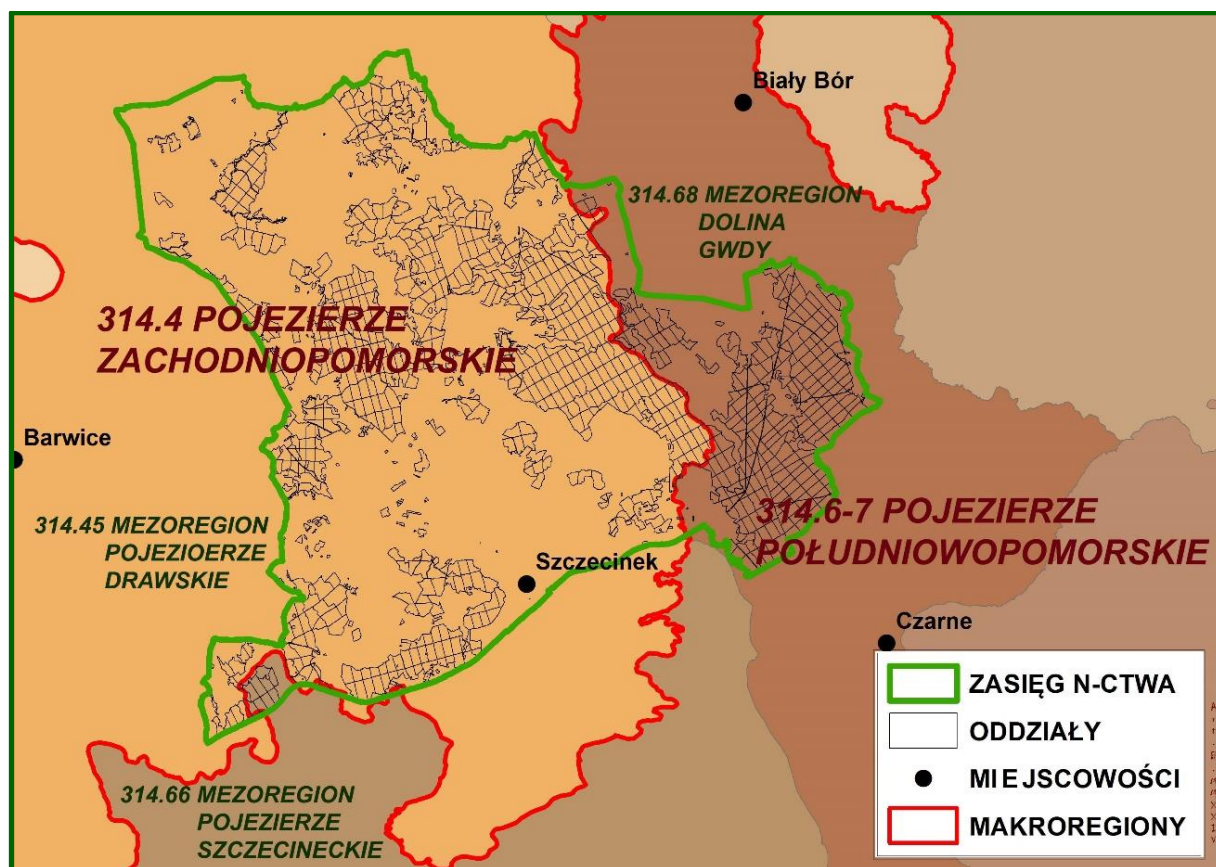 Biały Bór
314.68 MEZOREGION
DOLINA
GWDY
314.4 POJEZIERZE
ZACHODNIOPOMORSKIE
Barwice
314.45 MEZOREGION
POJEZIOERZE
DRAWSKIE
314.6-7 POJEZIERZE
POŁUDNIOWOPOMORSKIE
Szczecinek
Czarne
314.66 MEZOREGION
POJEZIERZE
SZCZECINECKIE
ZASIĘG N-CTWA
ODDZIAŁY
MIEJSCOWOŚCI
MAKROREGIONY